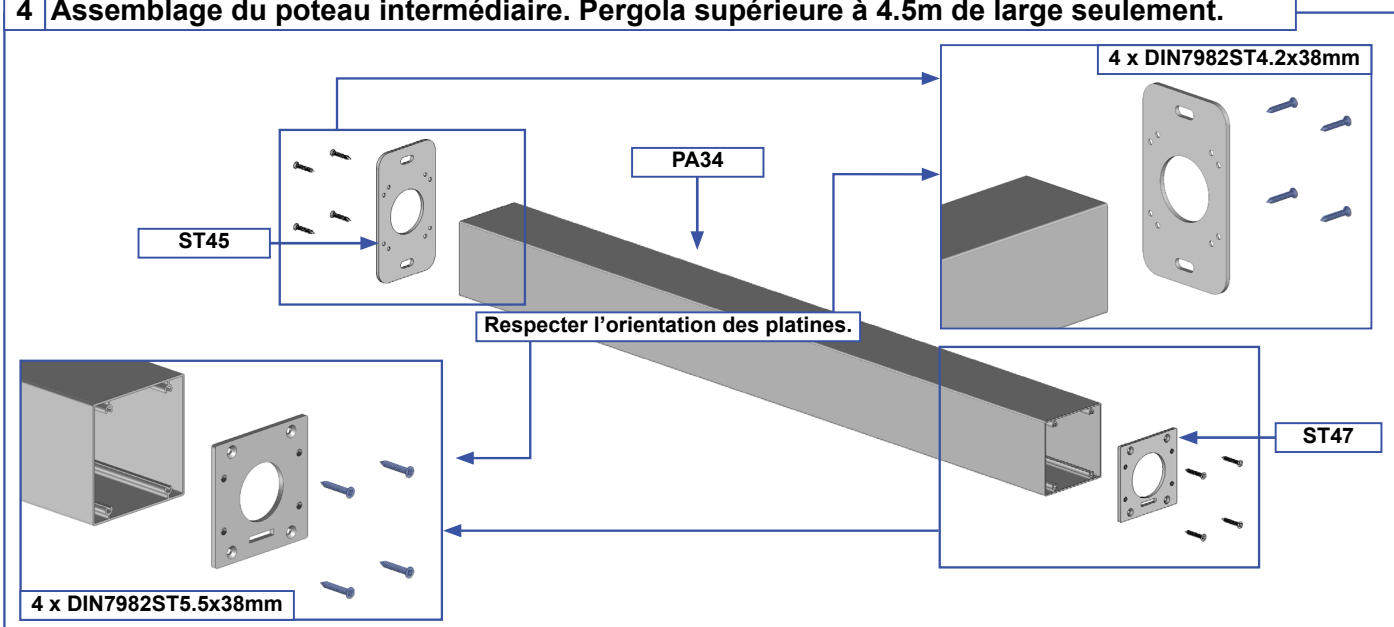 4 Assemblage du poteau intermédiaire. Pergola supérieure à 4.5m de large seulement.
4 x DIN7982ST4.2x38mm
PA34
ST45
Respecter l’orientation des platines.
ST47
4 x DIN7982ST5.5x38mm